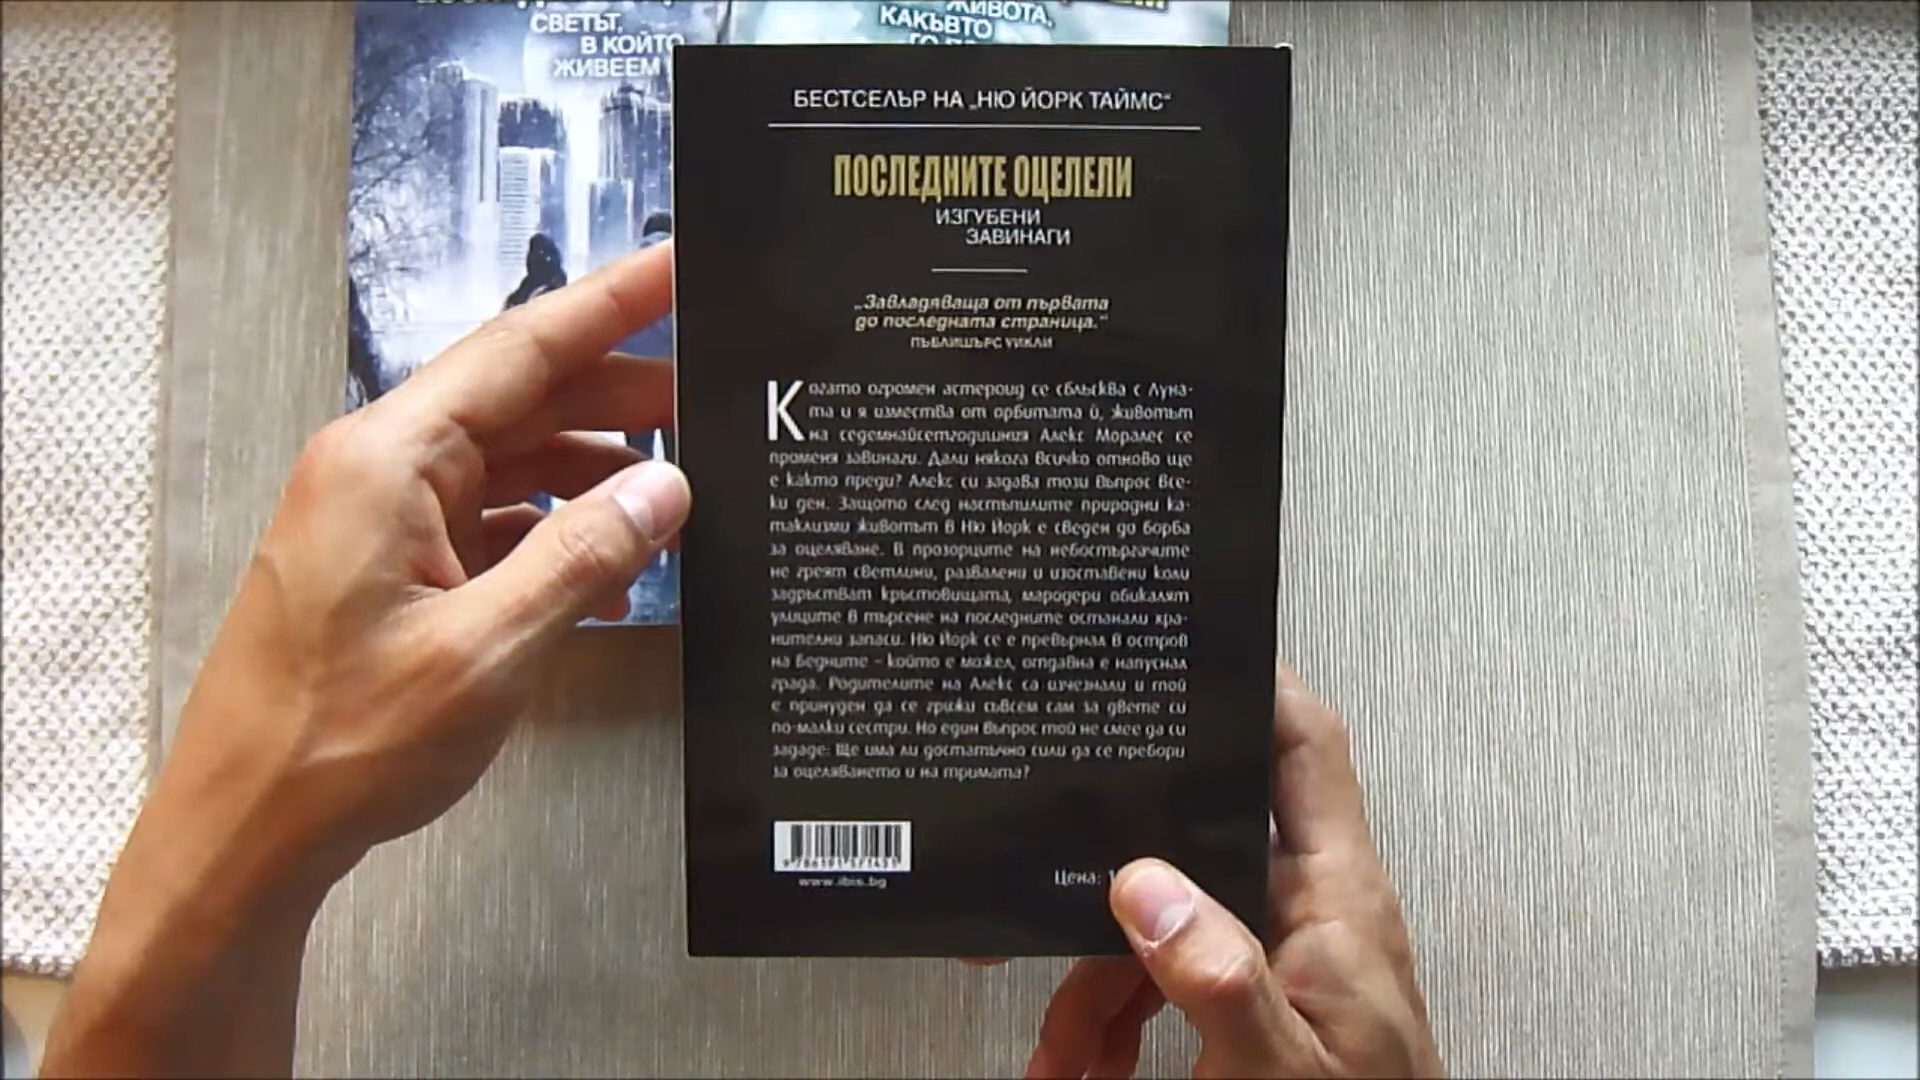 СВЕТЪТ,
В КОЙТО
ЖИВЕЕМ
ЖИВОТА,
КАКЪВТО
БЕСТСЕЛЪР НА „НЮ ЙОРК ТАЙМС“
ПОСЛЕДНИТЕ ОЦЕЛЕЛИ
ИЗГУБЕНИ
ЗАВИНАГИ
„Завладяваща от първата
до последната страница.“
ПЪБЛИШЪРС УИКЛИ
Когато огромен астероид се сблъсква с Луна-
та и я измества от орбитата ѝ, животът
на седемнайсетгодишния Алекс Моралес се
променя завинаги. Дали някога всичко отново ще
е както преди? Алекс си задава този въпрос все-
ки ден. Защото след настъпилите природни ка-
таклизми животът в Ню Йорк е сведен до борба
за оцеляване. В прозорците на небостъргачите
не греят светлини, развалени и изоставени коли
задръстват кръстовищата, мародери обикалят
улиците в търсене на последните останали хра-
нителни запаси. Ню Йорк се е превърнал в остров
на бедните – който е можел, отдавна е напуснал
града. Родителите на Алекс са изчезнали и той
е принуден да се грижи съвсем сам за двете си
по-малки сестри. Но един въпрос той не смее да си
зададе: Ще има ли достатъчно сили да се пребори
за оцеляването и на тримата?
www.ibis.bg
Цена: